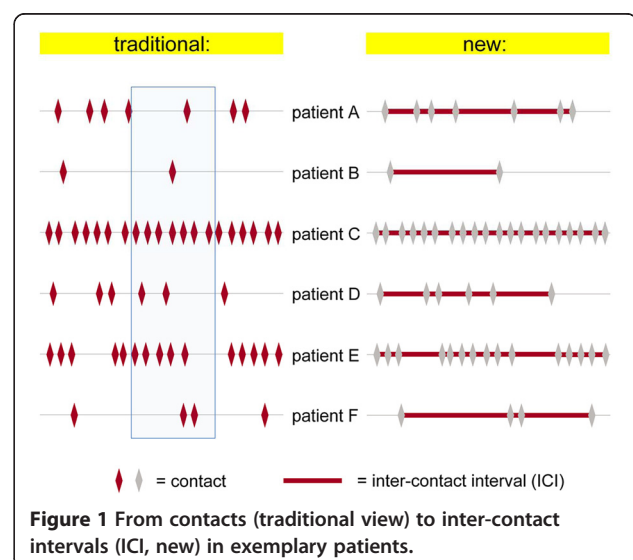 traditional: new:
patient A
patient B
patient C
patient D
patient E
patient F
= contact = inter-contact interval (ICI)
Figure 1 From contacts (traditional view) to inter-contact
intervals (ICI, new) in exemplary patients.